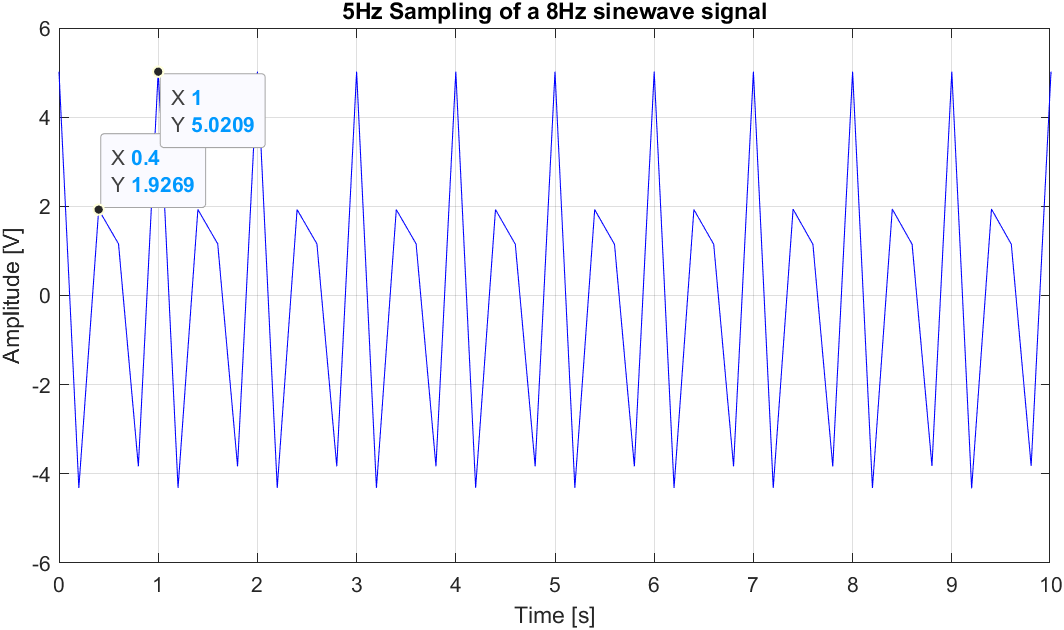 5Hz Sampling of a 8Hz sinewave signal
6
4
2
0
-2
-4
-6
Amplitude [V]
X 1
Y 5.0209
X 0.4
Y 1.9269
0 1 2 3 4 5 6 7 8 9 10
Time [s]